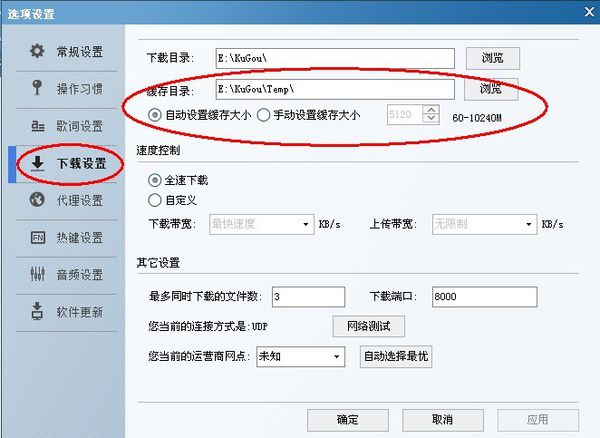 选项设置
常规设置
操作习惯
歌词设置
下载设置
代理设置
热键设置
音频设置
软件更新
下载目录: E:\KuGou\ 浏览
缓存目录: E:\KuGou\Temp\ 浏览
自动设置缓存大小 手动设置缓存大小 5120 60-10240M
速度控制
全速下载
自定义
下载带宽: 最快速度 KB/s 上传带宽: 无限制 KB/s
其它设置
最多同时下载的文件数: 3 下载端口: 8000
您当前的连接方式是:UDP 网络测试
您当前的运营商网点: 未知 自动选择最优
确定 取消 应用